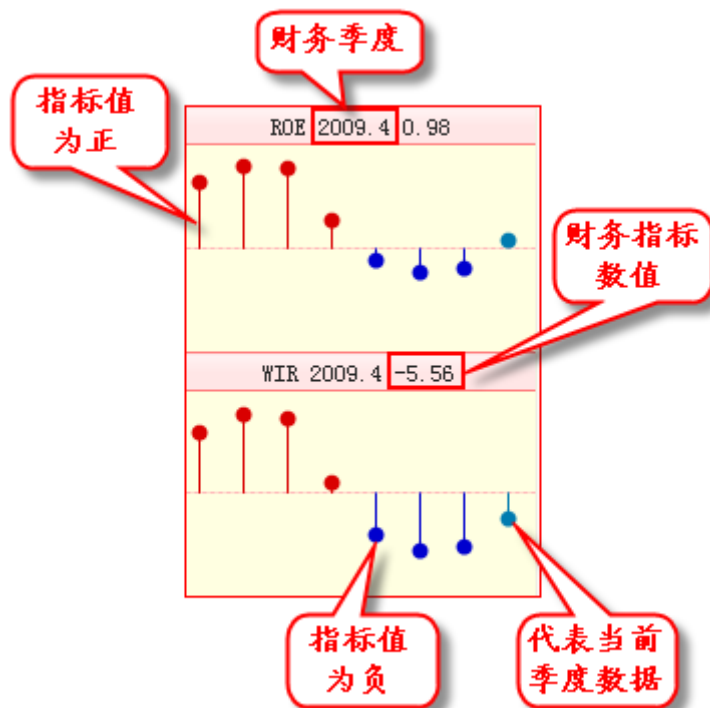 财务季度
指标值
为正
ROE 2009.4 0.98
财务指标
数值
WIR 2009.4 -5.56
指标值
为负
代表当前
季度数据